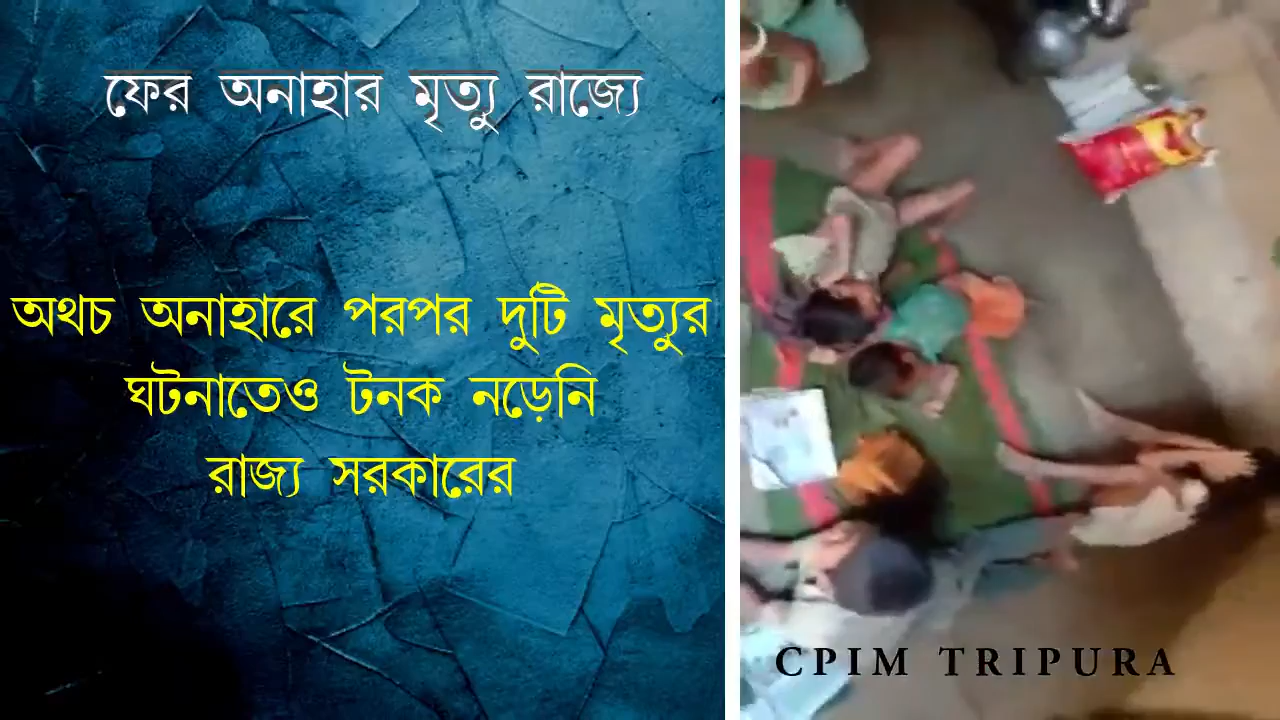 ফের অনাহার মৃত্যু রাজ্যে
অথচ অনাহারে পরপর দুটি মৃত্যুর
ঘটনাতেও টনক নড়েনি
রাজ্য সরকারের
CPIM TRIPURA